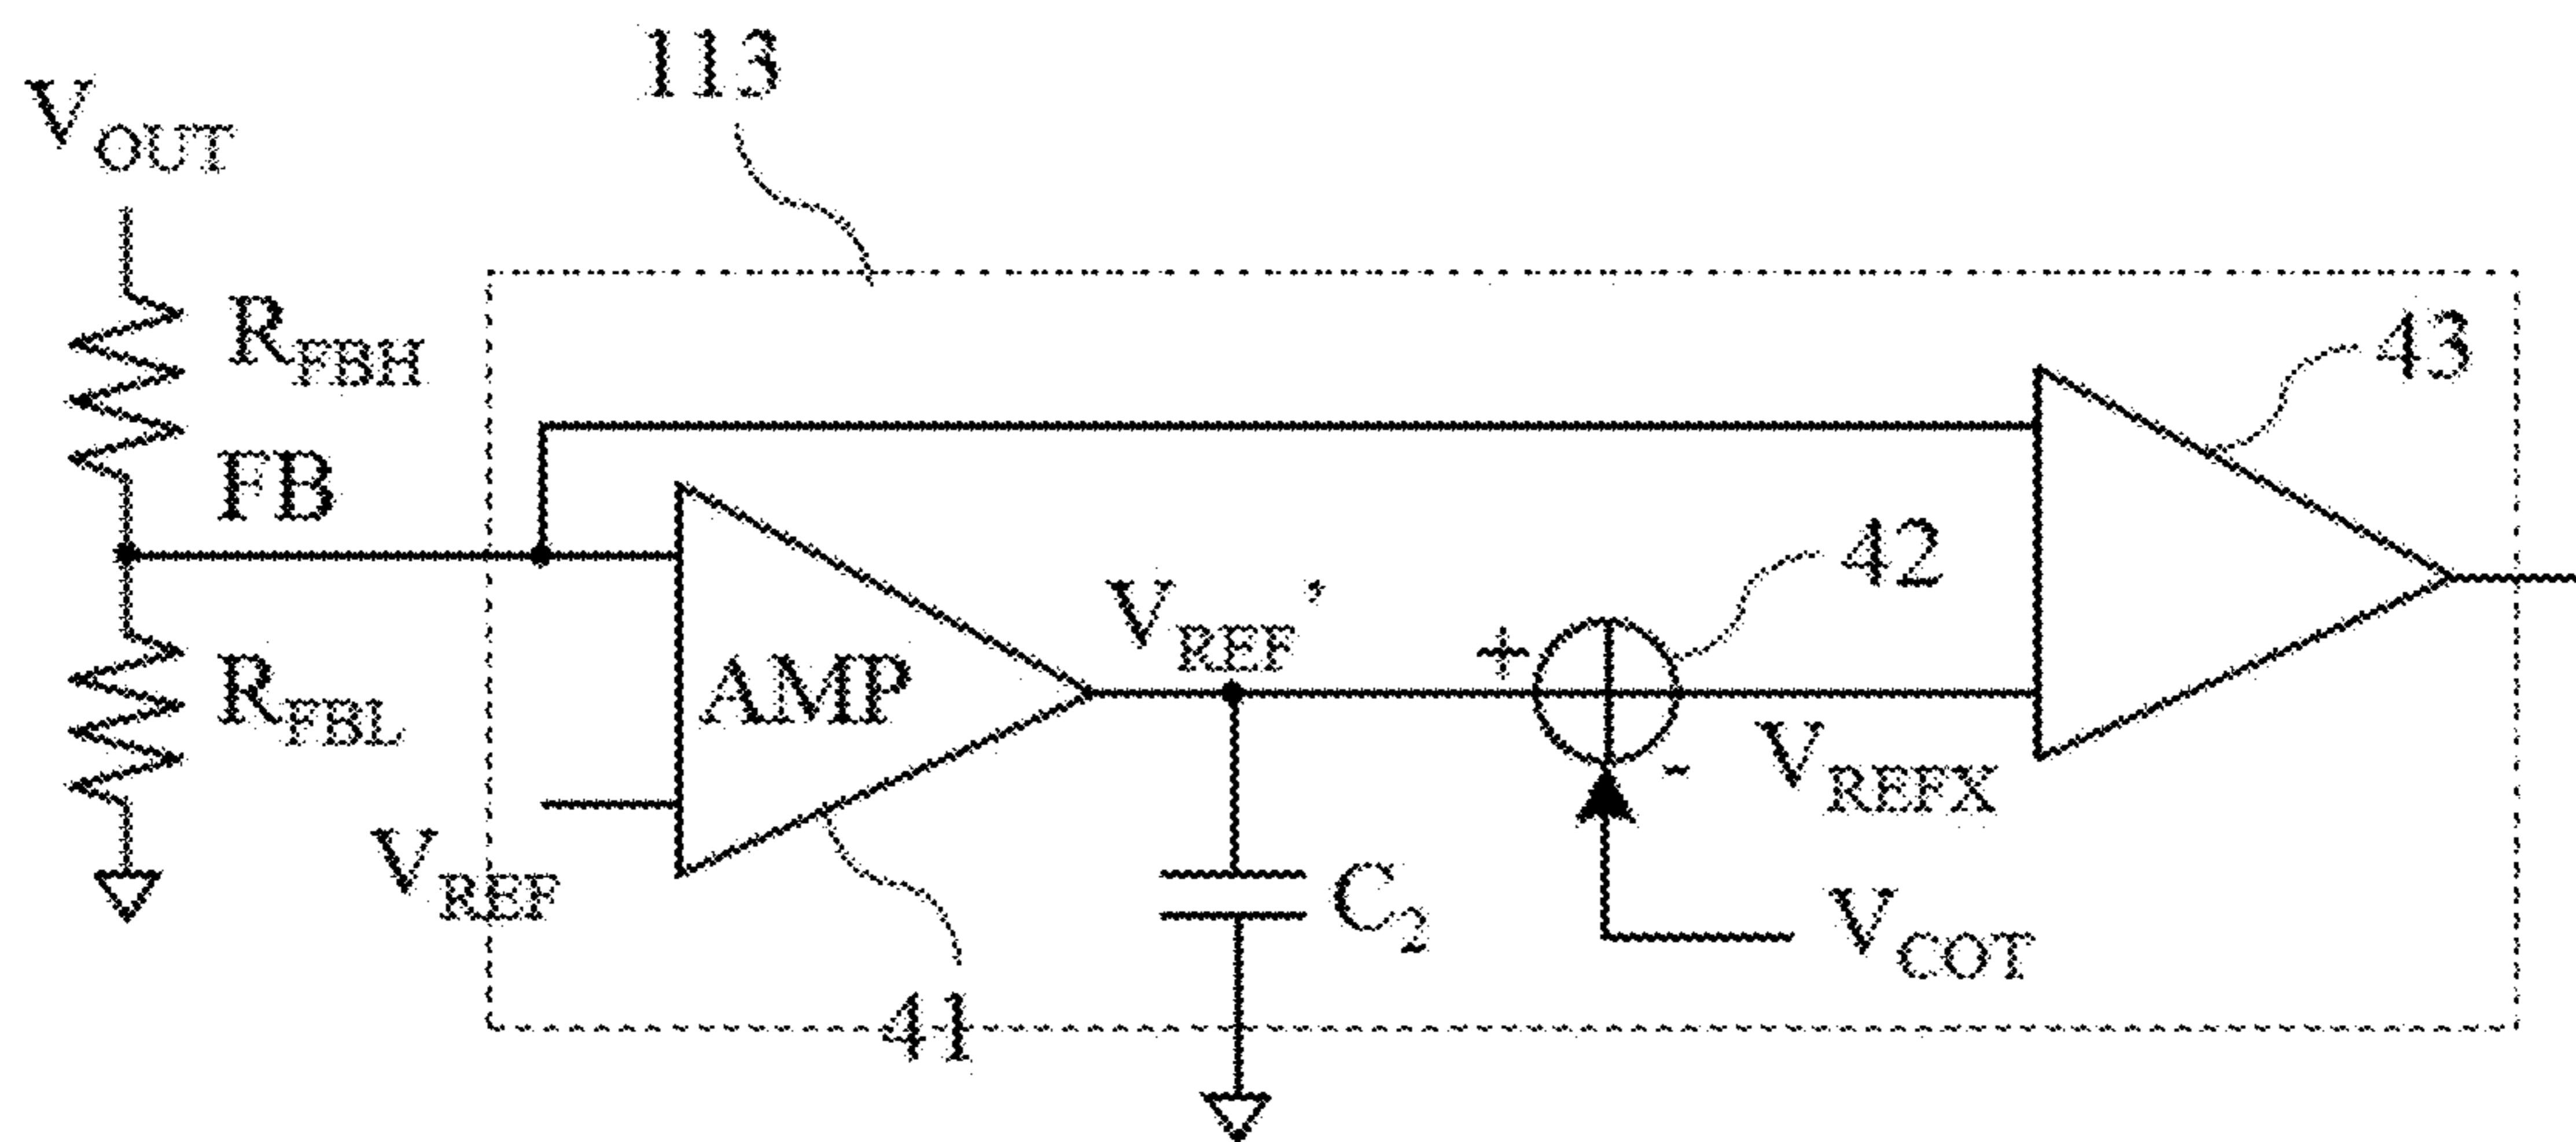 113
V_OUT
R_FBH
43
FB
42
V_REF’
+
AMP
R_FBL
V_REFX
-
V_REF
C_2
V_COT
41